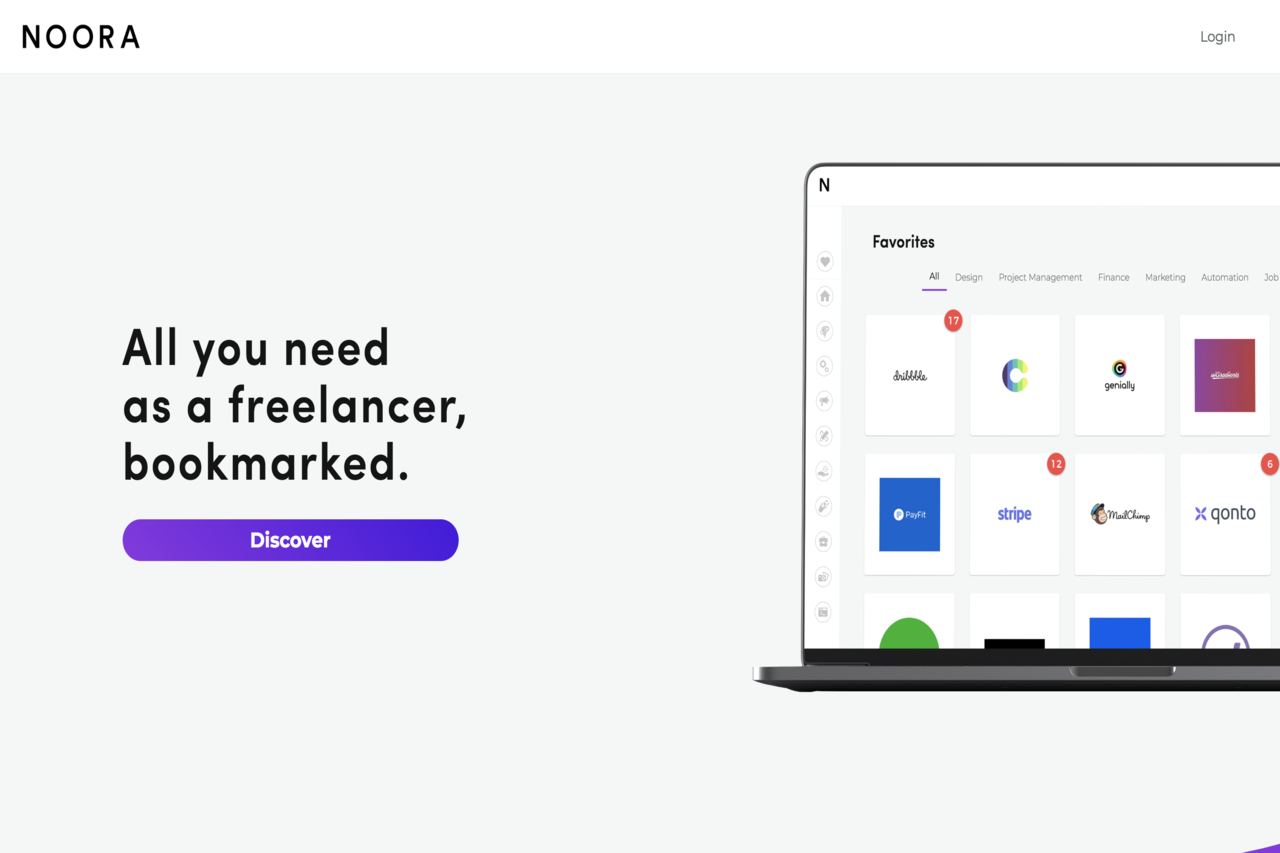 NOORA
Login
N
Favorites
All Design Project Management Finance Marketing Automation Job
17
dribbble
G
genially
uiGradients
12
6
P PayFit
stripe
MailChimp
qonto
All you need
as a freelancer,
bookmarked.
Discover